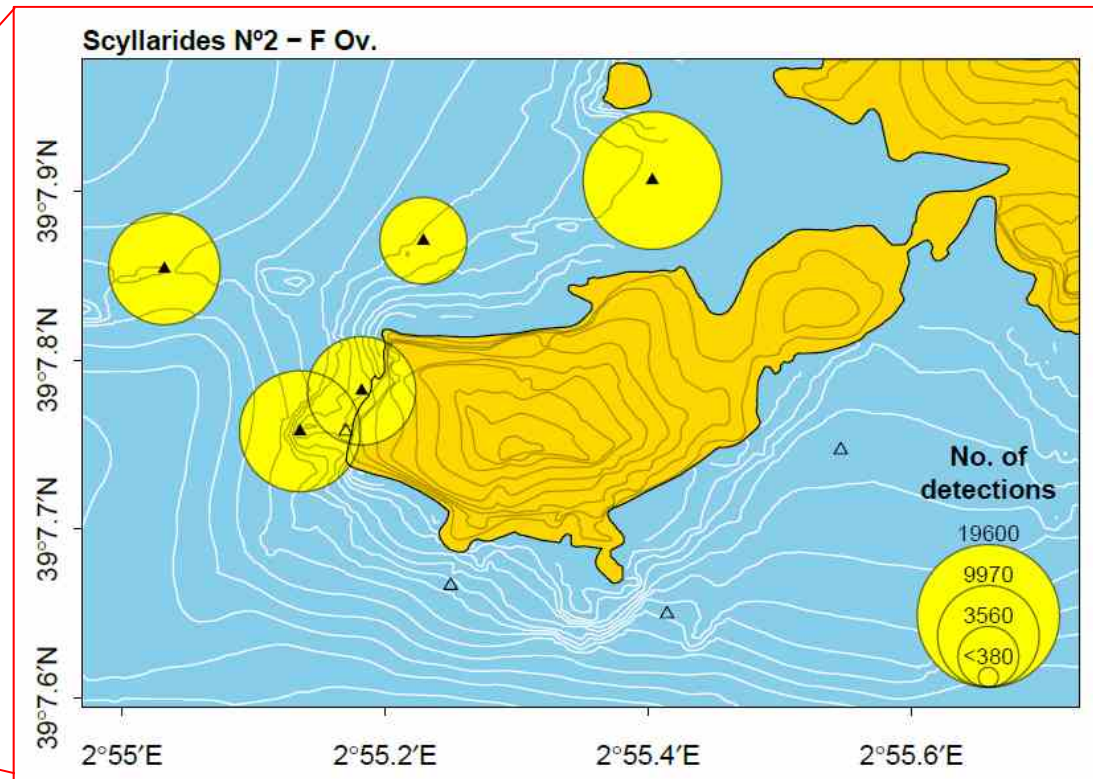 Scyllarides Nº2 − F Ov.
39°7.9′N
39°7.8′N
39°7.7′N
39°7.6′N
No. of
detections
19600
9970
3560
<380
2°55′E
2°55.2′E
2°55.4′E
2°55.6′E